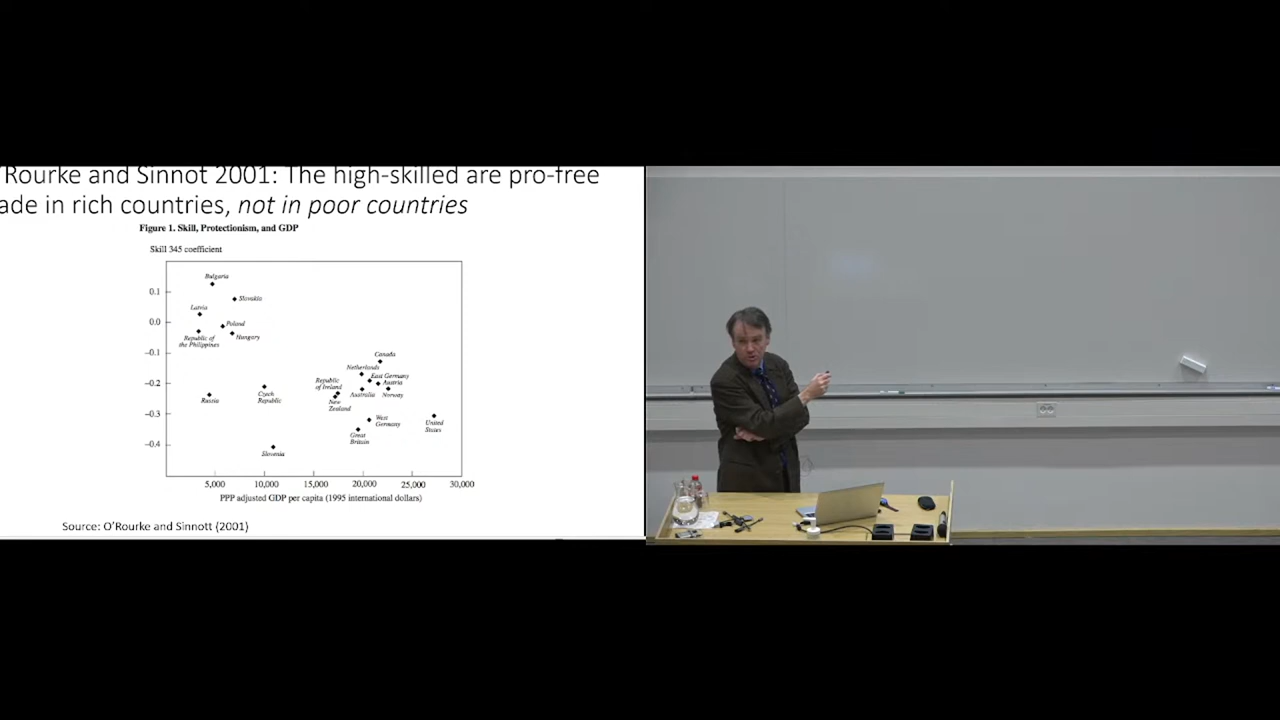 'Rourke and Sinnot 2001: The high-skilled are pro-free
ade in rich countries, not in poor countries
Figure 1. Skill, Protectionism, and GDP
Skill 345 coefficient
Bulgaria
0.1
Slovakia
Latvia
0.0
Poland
Republic of
the Philippines
Hungary
−0.1
Canada
Netherlands
East Germany
−0.2
Republic
of Ireland
Austria
Russia
Czech
Republic
Australia
Norway
New
Zealand
−0.3
West
Germany
United
States
Great
Britain
−0.4
Slovenia
5,000
10,000
15,000
20,000
25,000
30,000
PPP adjusted GDP per capita (1995 international dollars)
Source: O'Rourke and Sinnott (2001)